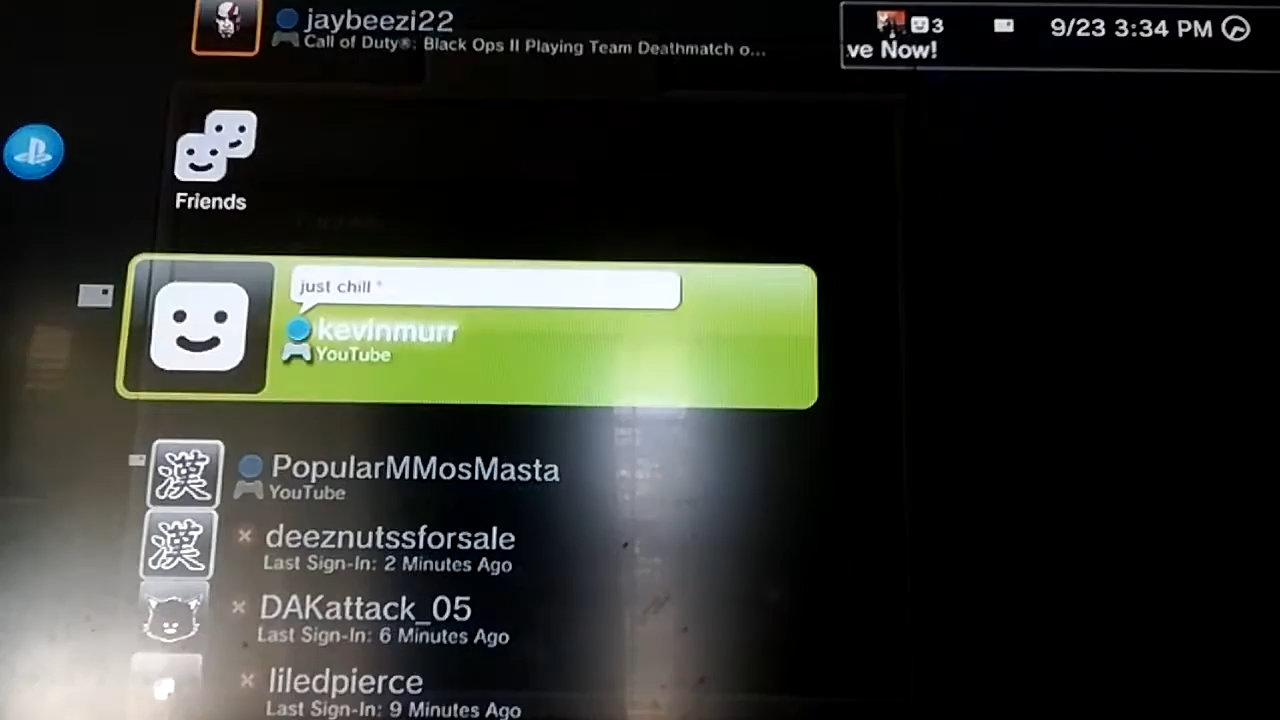 jaybeezi22
Call of Duty®: Black Ops II Playing Team Deathmatch o...
3
9/23 3:34 PM
ve Now!
Friends
just chill *
kevinmurr
YouTube
漢
PopularMMosMasta
YouTube
漢
deeznutssforsale
Last Sign-In: 2 Minutes Ago
DAKattack_05
Last Sign-In: 6 Minutes Ago
liledpierce
Last Sign-In: 9 Minutes Ago